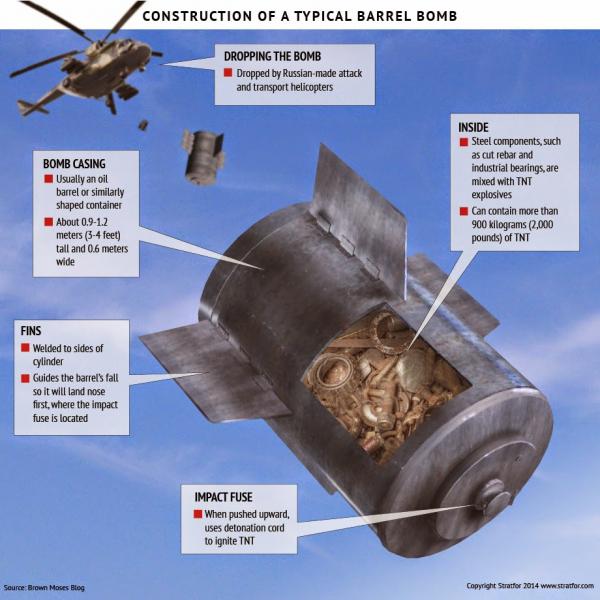 CONSTRUCTION OF A TYPICAL BARREL BOMB
DROPPING THE BOMB
Dropped by Russian-made attack
and transport helicopters
INSIDE
Steel components, such
as cut rebar and
industrial bearings, are
mixed with TNT
explosives
Can contain more than
900 kilograms (2,000
pounds) of TNT
BOMB CASING
Usually an oil
barrel or similarly
shaped container
About 0.9-1.2
meters (3-4 feet)
tall and 0.6 meters
wide
FINS
Welded to sides of
cylinder
Guides the barrel's fall
so it will land nose
first, where the impact
fuse is located
IMPACT FUSE
When pushed upward,
uses detonation cord
to ignite TNT
Source: Brown Moses Blog
Copyright Stratfor 2014 www.stratfor.com